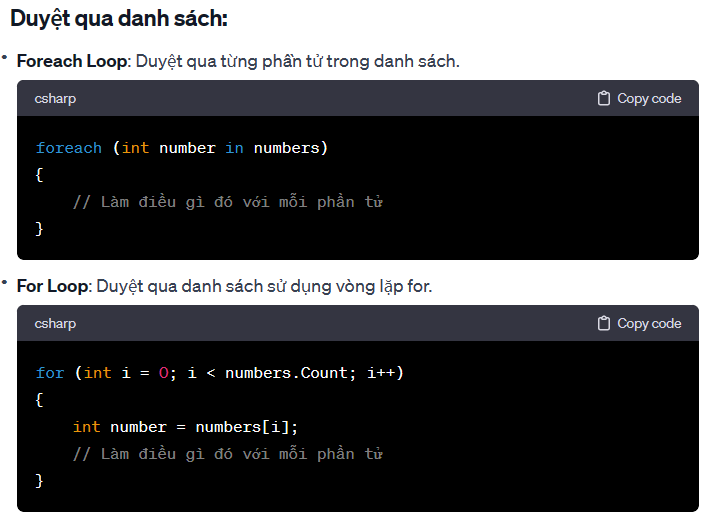 Duyệt qua danh sách:
• Foreach Loop: Duyệt qua từng phần tử trong danh sách.
csharp Copy code
foreach (int number in numbers)
{
    // Làm điều gì đó với mỗi phần tử
}
• For Loop: Duyệt qua danh sách sử dụng vòng lặp for.
csharp Copy code
for (int i = 0; i < numbers.Count; i++)
{
    int number = numbers[i];
    // Làm điều gì đó với mỗi phần tử
}